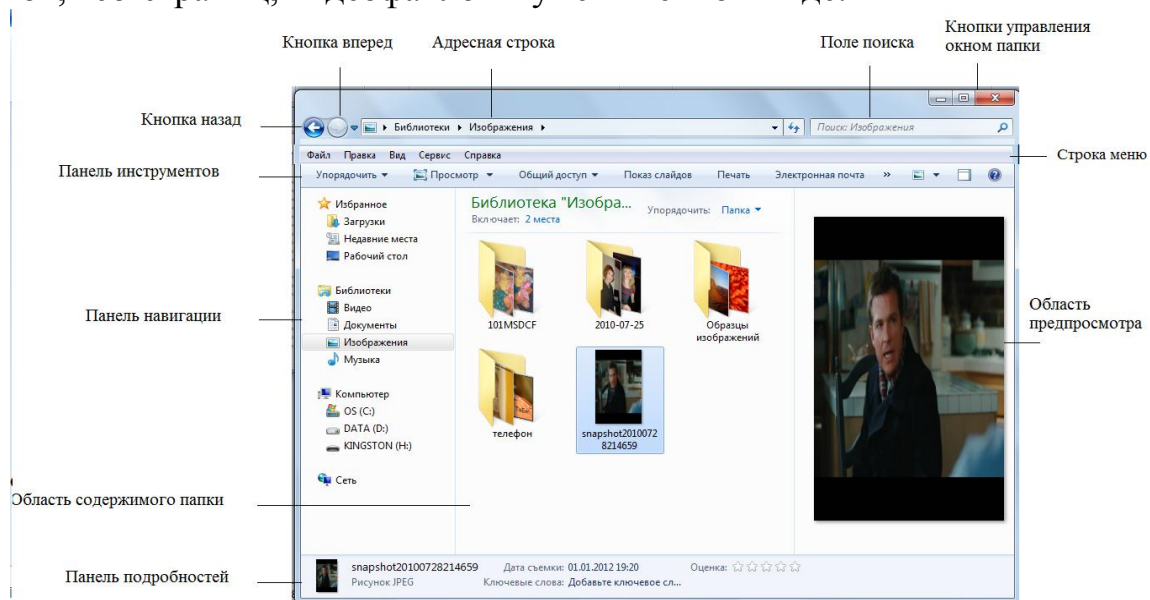 Кнопки управления
окном папки
Кнопка вперед
Адресная строка
Поле поиска
Кнопка назад
Библиотеки
Изображения
Поиск: Изображения
Файл Правка Вид Сервис Справка
Строка меню
Панель инструментов
Упорядочить Просмотр Общий доступ Показ слайдов Печать Электронная почта »
Избранное
Загрузки
Недавние места
Рабочий стол
Библиотеки
Видео
Документы
Изображения
Музыка
Компьютер
OS (C:)
DATA (D:)
KINGSTON (H:)
Сеть
Панель навигации
Библиотека "Изобра...
Включает: 2 места
Упорядочить: Папка
101MSDCF
2010-07-25
Образцы
изображений
телефон
snapshot2010072
8214659
Область
предпросмотра
Область содержимого папки
Панель подробностей
snapshot20100728214659 Дата съемки: 01.01.2012 19:20 Оценка:
Рисунок JPEG Ключевые слова: Добавьте ключевое сл...